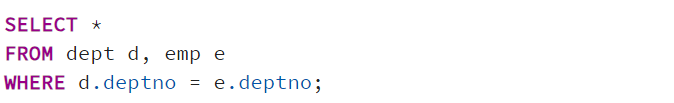 SELECT *
FROM dept d, emp e
WHERE d.deptno = e.deptno;